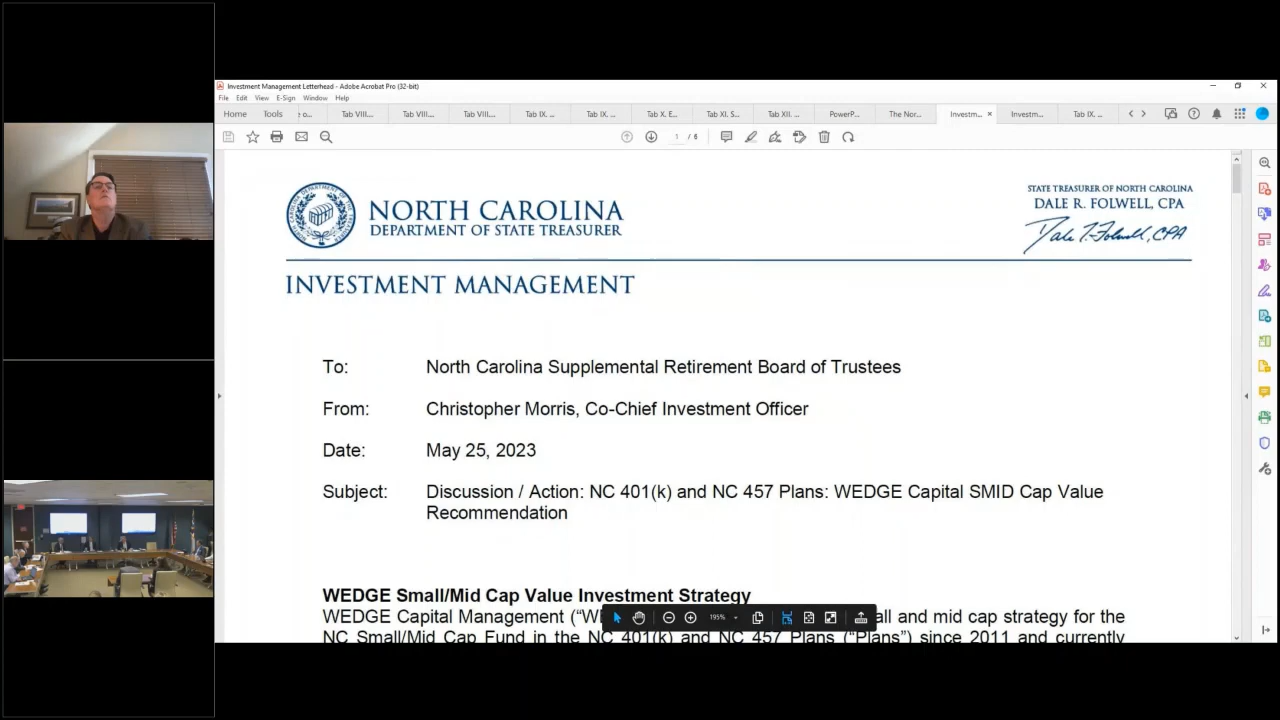 Investment Management Letterhead - Adobe Acrobat Pro (32-bit)
File Edit View E-Sign Window Help
Home Tools e o... Tab VIII.... Tab VIII.... Tab VIII.... Tab IX. ... Tab IX. ... Tab X. E... Tab XI. S... Tab XII. ... PowerP... The Nor... Investm... × Investm... Tab IX. ...
1 / 6
NORTH CAROLINA
DEPARTMENT OF STATE TREASURER
STATE TREASURER OF NORTH CAROLINA
DALE R. FOLWELL, CPA
Dale R. Folwell, CPA
INVESTMENT MANAGEMENT
To: North Carolina Supplemental Retirement Board of Trustees
From: Christopher Morris, Co-Chief Investment Officer
Date: May 25, 2023
Subject: Discussion / Action: NC 401(k) and NC 457 Plans: WEDGE Capital SMID Cap Value
Recommendation
WEDGE Small/Mid Cap Value Investment Strategy
WEDGE Capital Management ("WE all and mid cap strategy for the
195%
NC Small/Mid Cap Fund in the NC 401(k) and NC 457 Plans ("Plans") since 2011 and currently